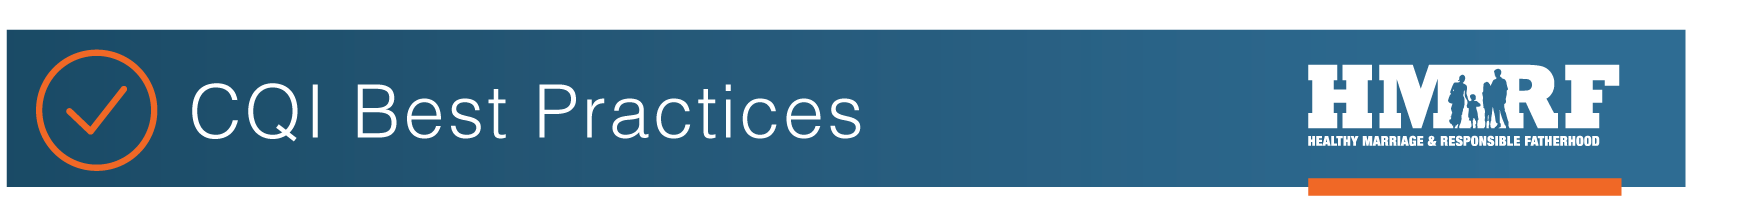 CQI Best Practices
HMRF
HEALTHY MARRIAGE & RESPONSIBLE FATHERHOOD